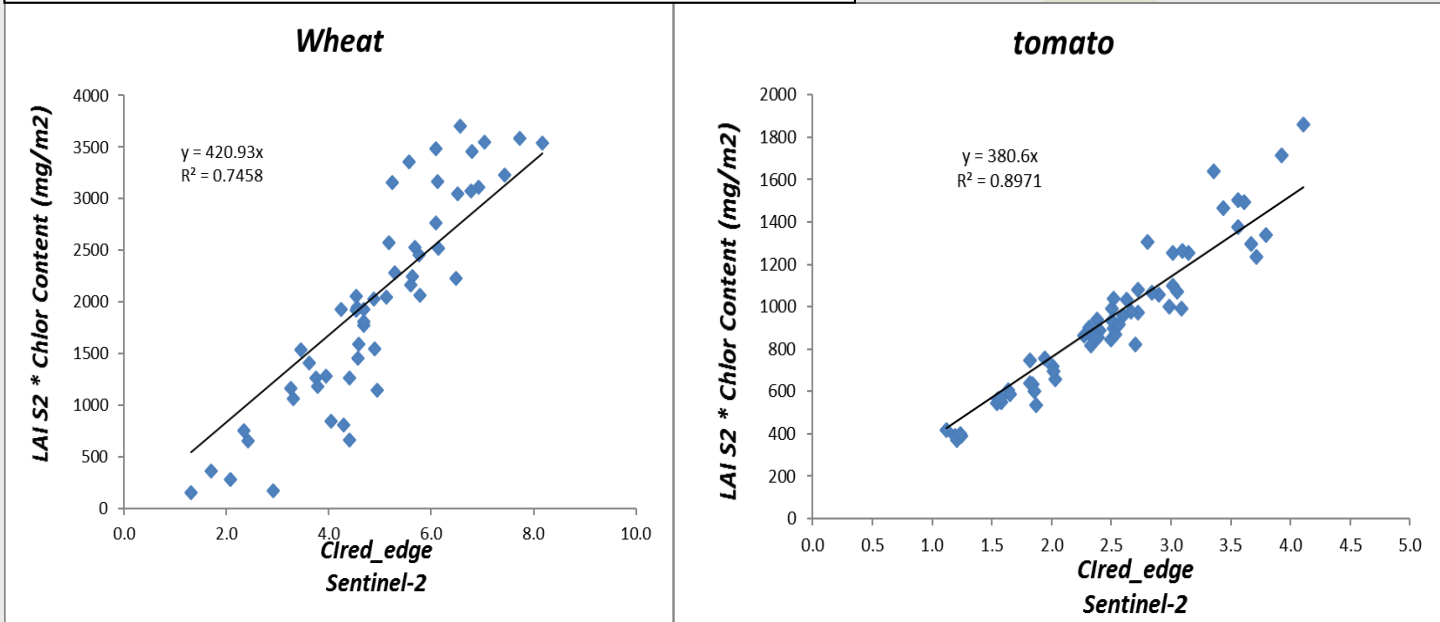 Wheat
LAI S2 * Chlor Content (mg/m2)
4000
3500
3000
2500
2000
1500
1000
500
0
y = 420.93x
R² = 0.7458
0.0 2.0 4.0 6.0 8.0 10.0
CIred_edge
Sentinel-2
tomato
LAI S2 * Chlor Content (mg/m2)
2000
1800
1600
1400
1200
1000
800
600
400
200
0
y = 380.6x
R² = 0.8971
0.0 0.5 1.0 1.5 2.0 2.5 3.0 3.5 4.0 4.5 5.0
CIred_edge
Sentinel-2